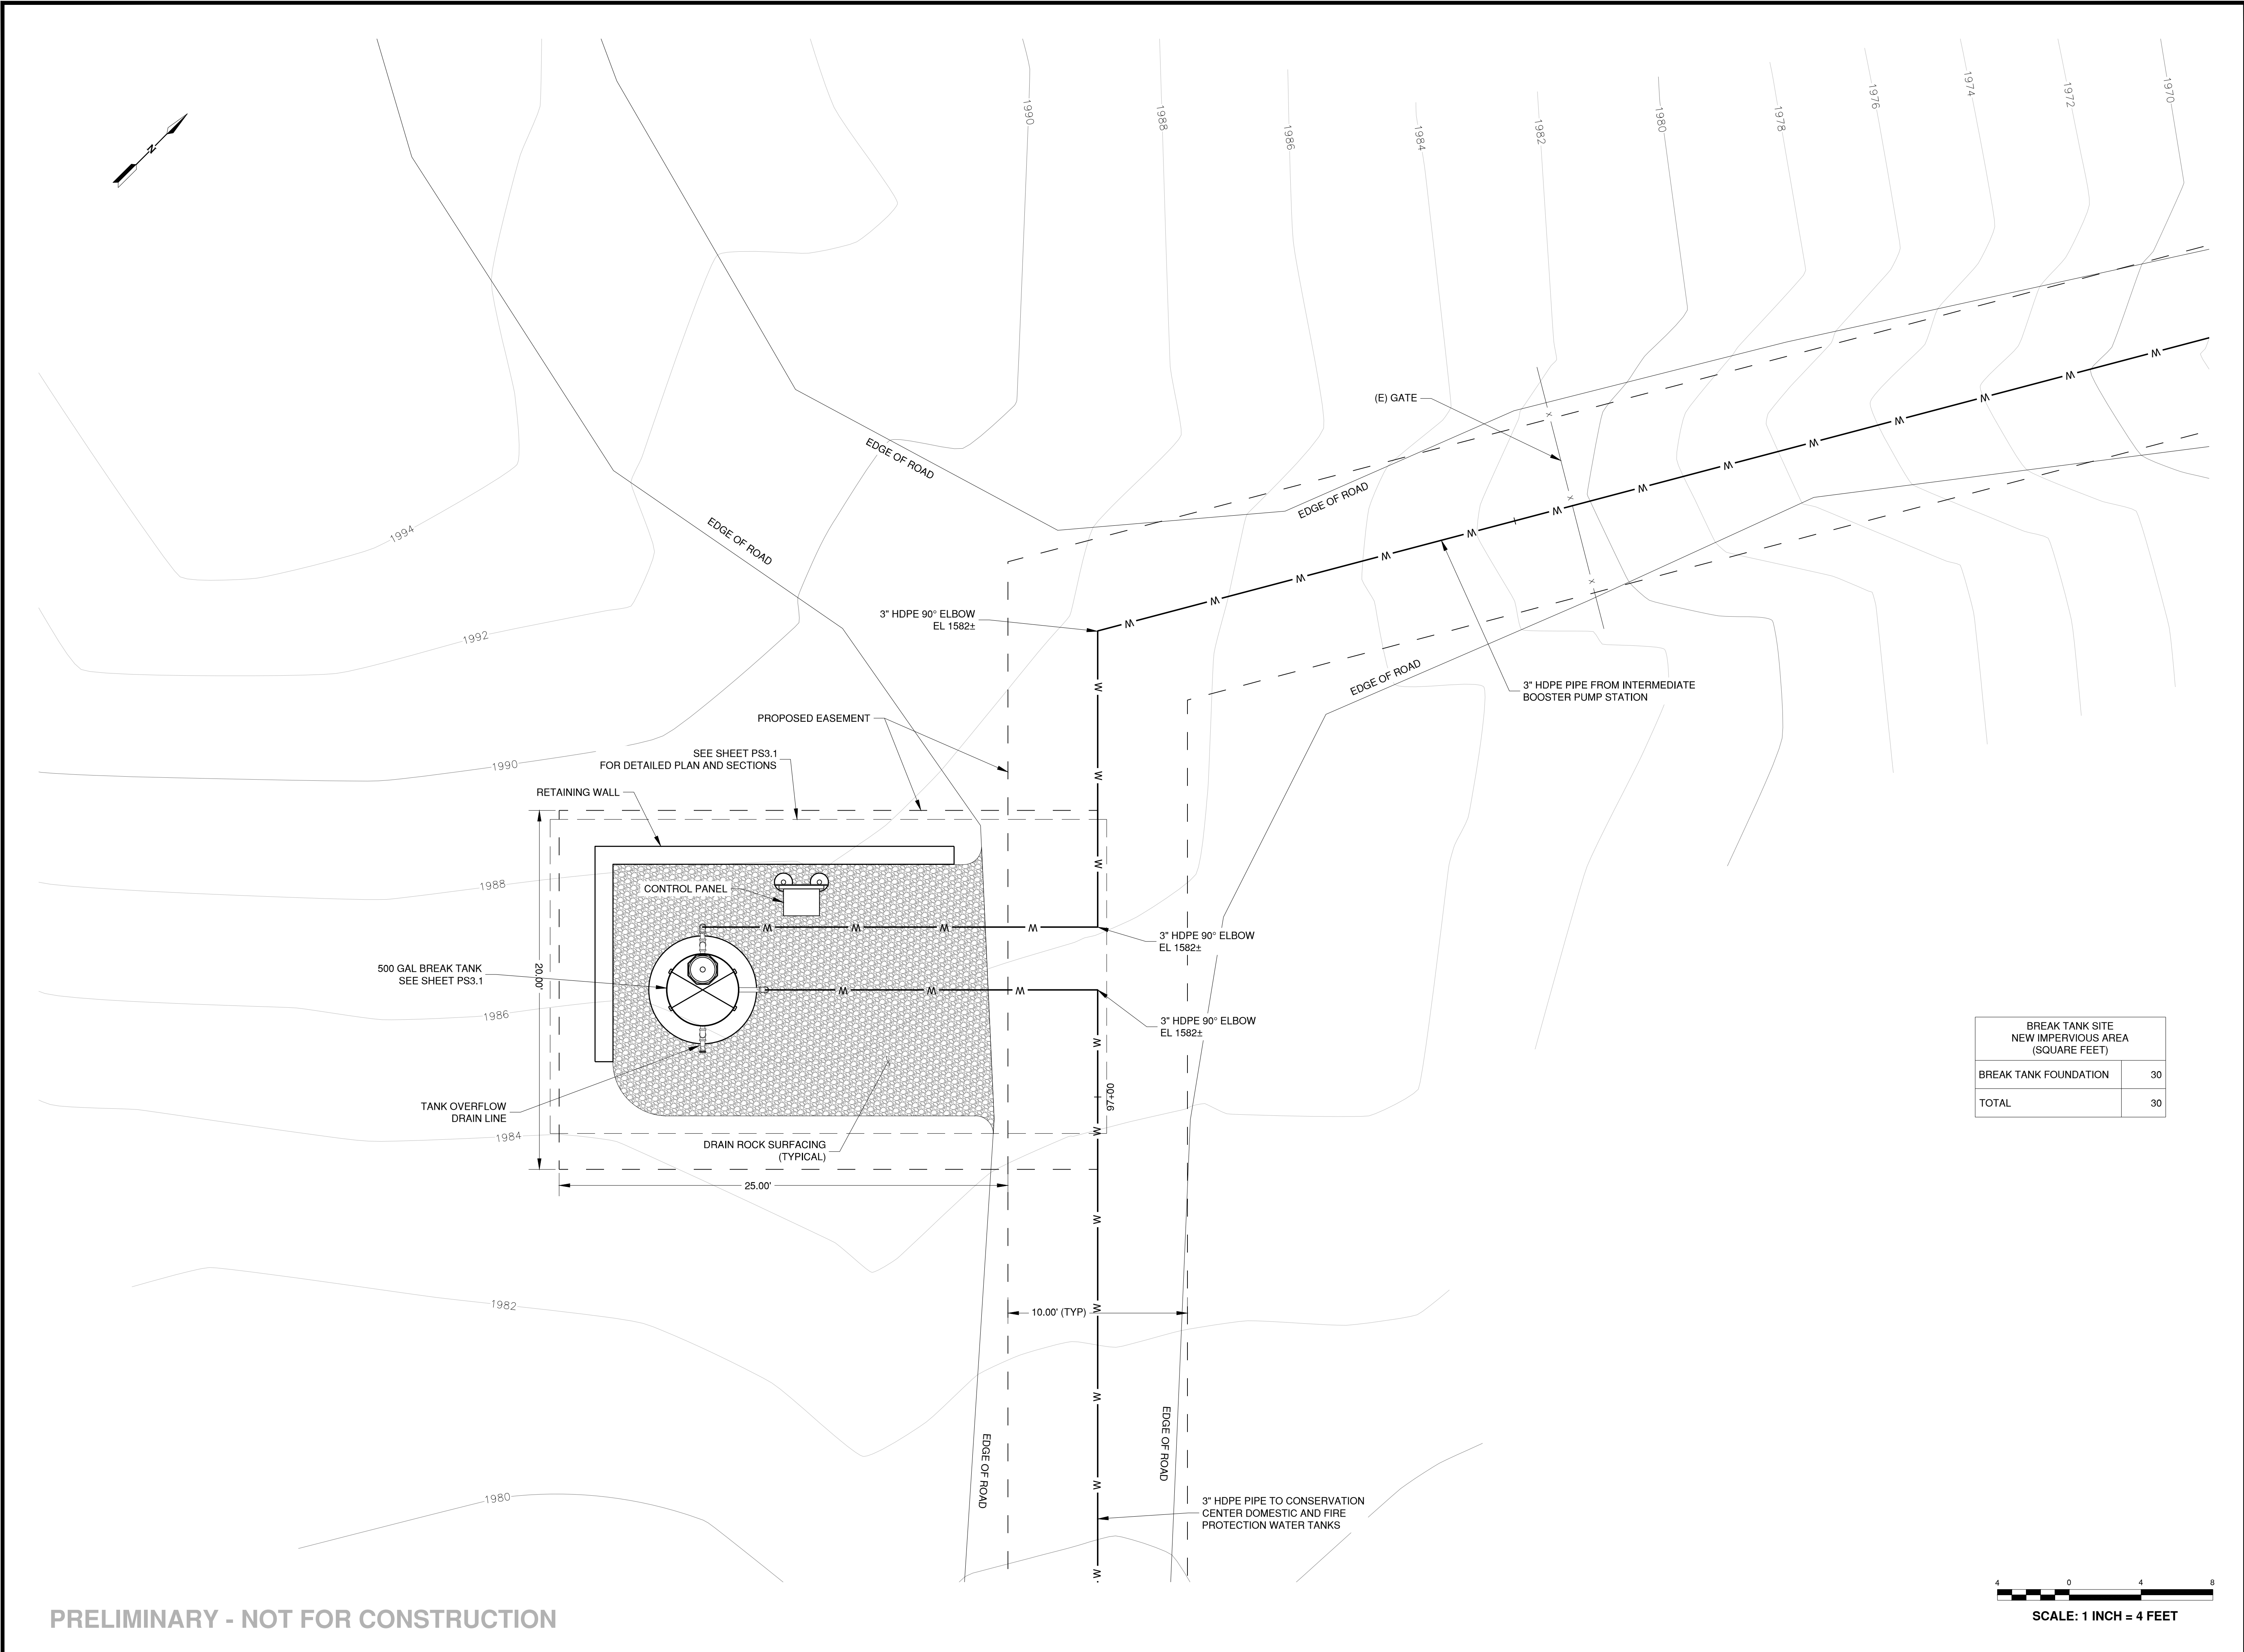 1990
1988
1986
1984
1982
1980
1978
1976
1974
1972
1970
N
(E) GATE
EDGE OF ROAD
EDGE OF ROAD
EDGE OF ROAD
1994
1992
3" HDPE 90° ELBOW
EL 1582±
EDGE OF ROAD
3" HDPE PIPE FROM INTERMEDIATE
BOOSTER PUMP STATION
PROPOSED EASEMENT
SEE SHEET PS3.1
FOR DETAILED PLAN AND SECTIONS
1990
RETAINING WALL
1988
CONTROL PANEL
3" HDPE 90° ELBOW
EL 1582±
500 GAL BREAK TANK
SEE SHEET PS3.1
20.00'
1986
3" HDPE 90° ELBOW
EL 1582±
BREAK TANK SITE
NEW IMPERVIOUS AREA
(SQUARE FEET)
BREAK TANK FOUNDATION 30
TOTAL 30
97+00
TANK OVERFLOW
DRAIN LINE
1984
DRAIN ROCK SURFACING
(TYPICAL)
25.00'
1982
10.00' (TYP)
EDGE OF ROAD
EDGE OF ROAD
1980
3" HDPE PIPE TO CONSERVATION
CENTER DOMESTIC AND FIRE
PROTECTION WATER TANKS
W W W W W W W W W W W W W
W W W
W W W W
W W W
W W W W W W W
4 0 4 8
SCALE: 1 INCH = 4 FEET
PRELIMINARY - NOT FOR CONSTRUCTION